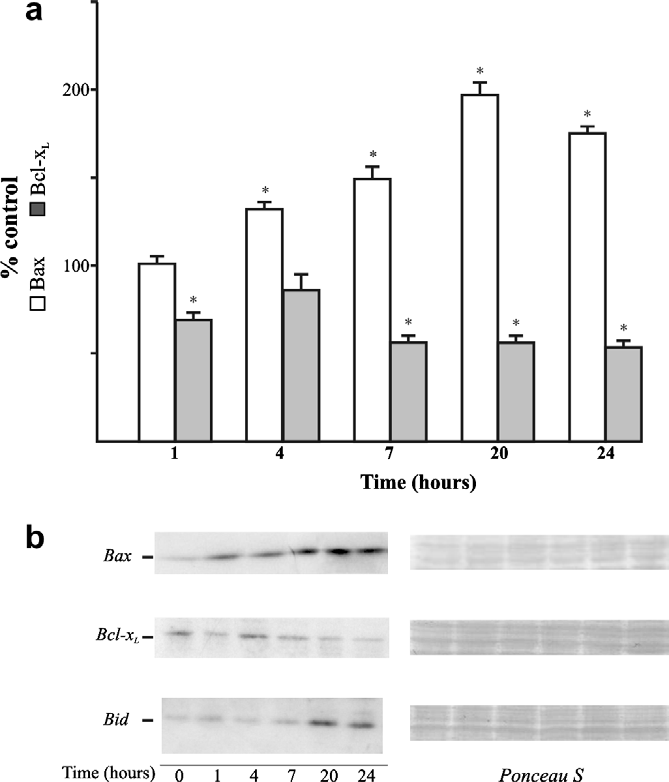 a
% control
Bax
Bcl-xL
200
100
*
*
*
*
*
*
*
*
*
1 4 7 20 24
Time (hours)
b
Bax
Bcl-xL
Bid
Time (hours) 0 1 4 7 20 24
Ponceau S